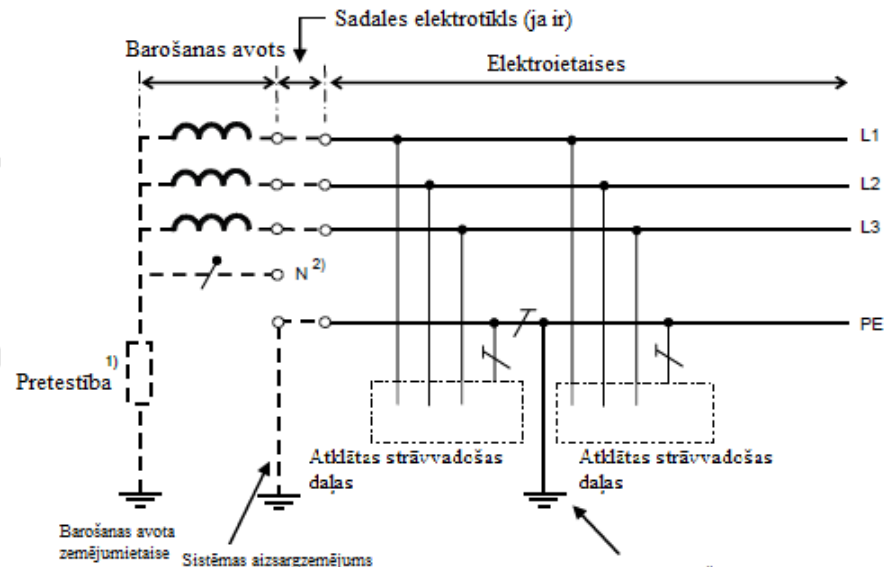 Sadales elektrotīkls (ja ir)
Barošanas avots
Elektroietaises
L1
L2
L3
N 2)
PE
1)
Pretestība
Atklātas strāvvadošas
daļas
Atklātas strāvvadošas
daļas
Barošanas avota
zemējumietaise
Sistēmas aizsargzemējums